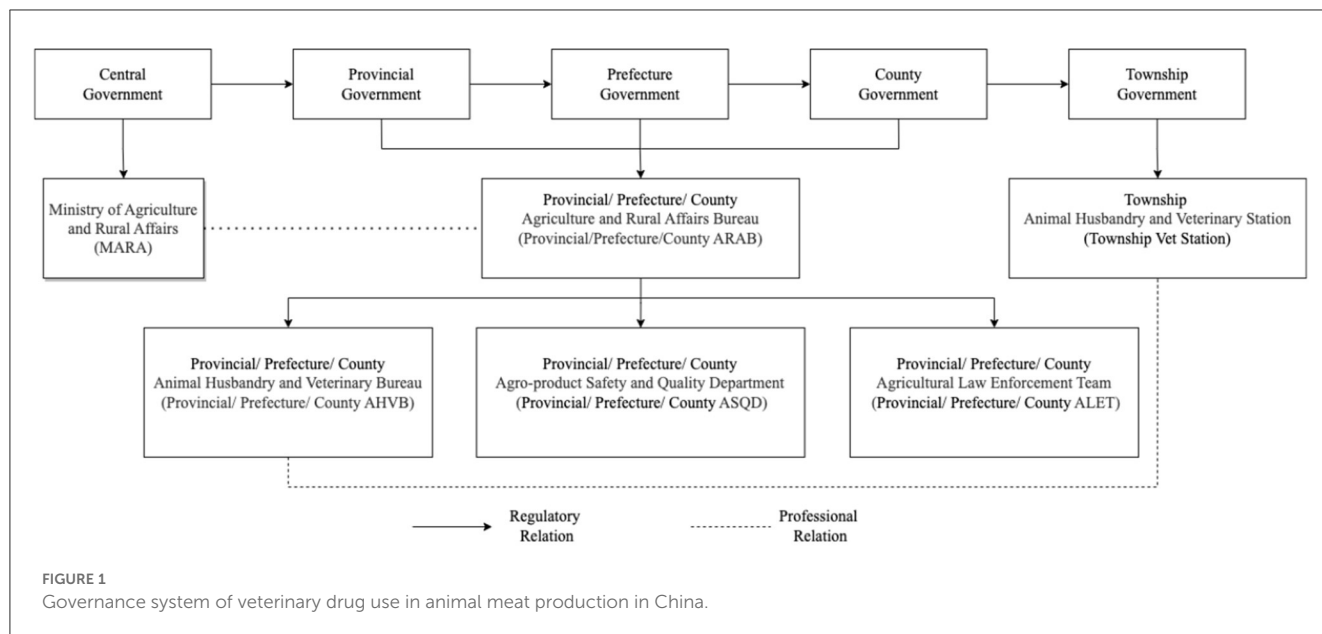 Central
Government
Provincial
Government
Prefecture
Government
County
Government
Township
Government
Ministry of Agriculture
and Rural Affairs
(MARA)
Provincial/ Prefecture/ County
Agriculture and Rural Affairs Bureau
(Provincial/Prefecture/County ARAB)
Township
Animal Husbandry and Veterinary Station
(Township Vet Station)
Provincial/ Prefecture/ County
Animal Husbandry and Veterinary Bureau
(Provincial/ Prefecture/ County AHVB)
Provincial/ Prefecture/ County
Agro-product Safety and Quality Department
(Provincial/ Prefecture/ County ASQD)
Provincial/ Prefecture/ County
Agricultural Law Enforcement Team
(Provincial/ Prefecture/ County ALET)
Regulatory
Relation
Professional
Relation
FIGURE 1
Governance system of veterinary drug use in animal meat production in China.